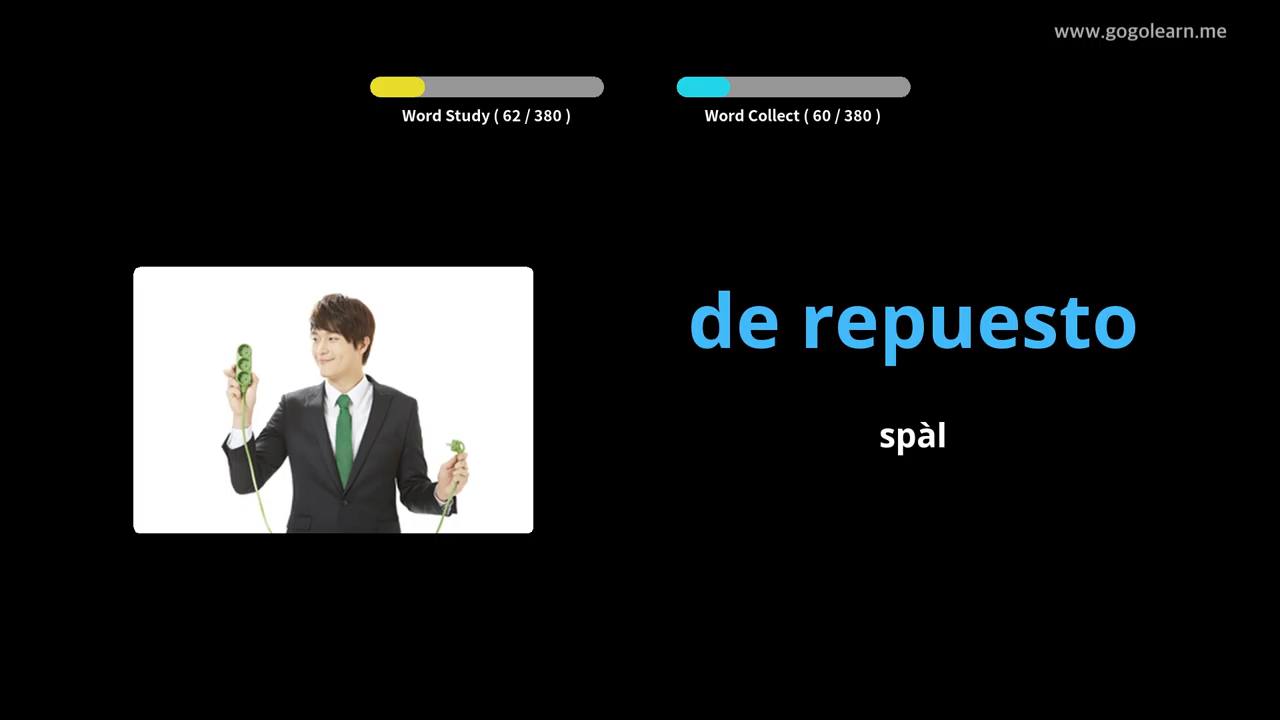 www.gogolearn.me
Word Study ( 62 / 380 )
Word Collect ( 60 / 380 )
de repuesto
spàl